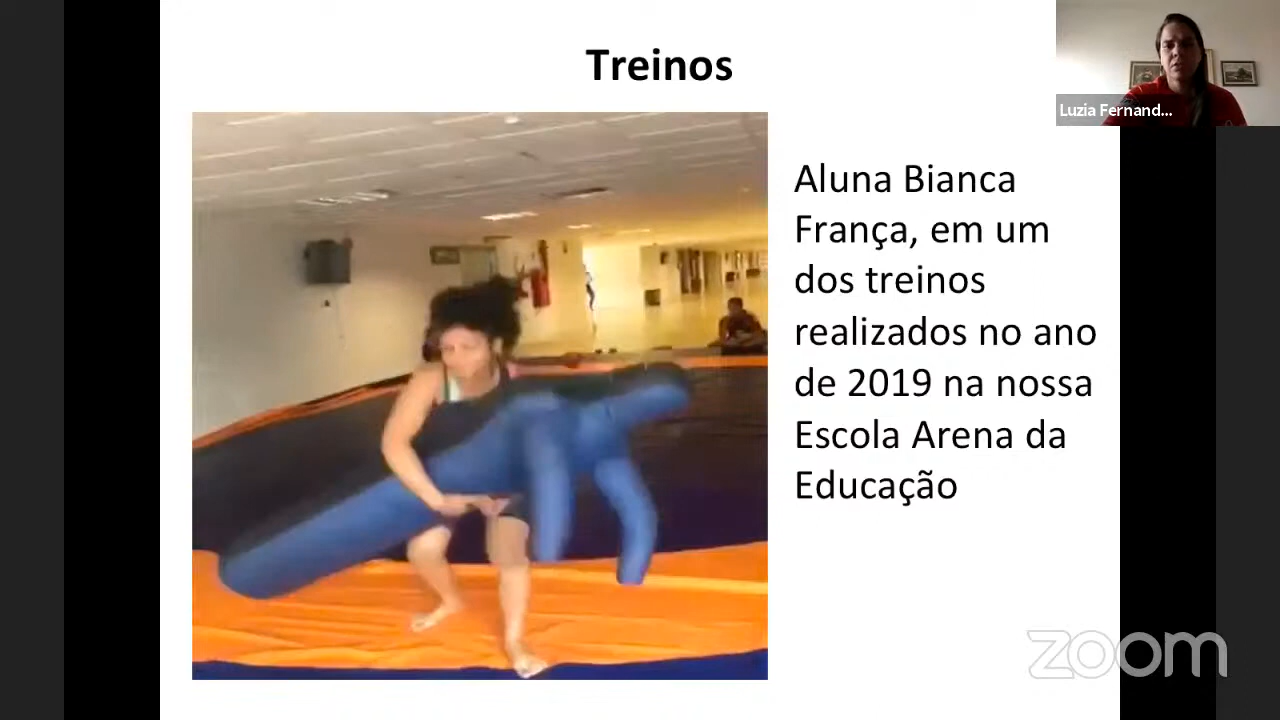 Treinos
Luzia Fernand...
Aluna Bianca
França, em um
dos treinos
realizados no ano
de 2019 na nossa
Escola Arena da
Educação
zoom